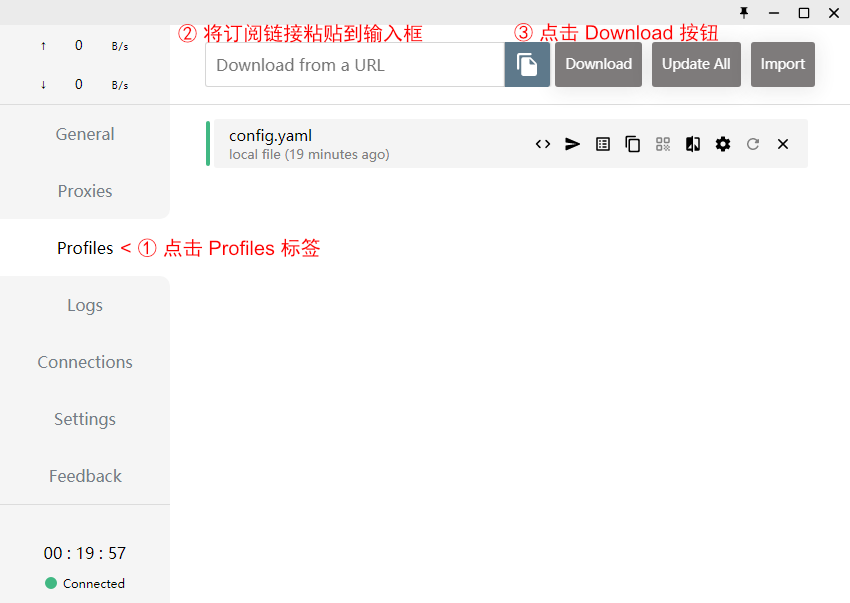 ↑ 0 B/s
② 将订阅链接粘贴到输入框
③ 点击 Download 按钮
Download from a URL
Download
Update All
Import
↓ 0 B/s
General
config.yaml
local file (19 minutes ago)
Proxies
Profiles
< ① 点击 Profiles 标签
Logs
Connections
Settings
Feedback
00 : 19 : 57
Connected